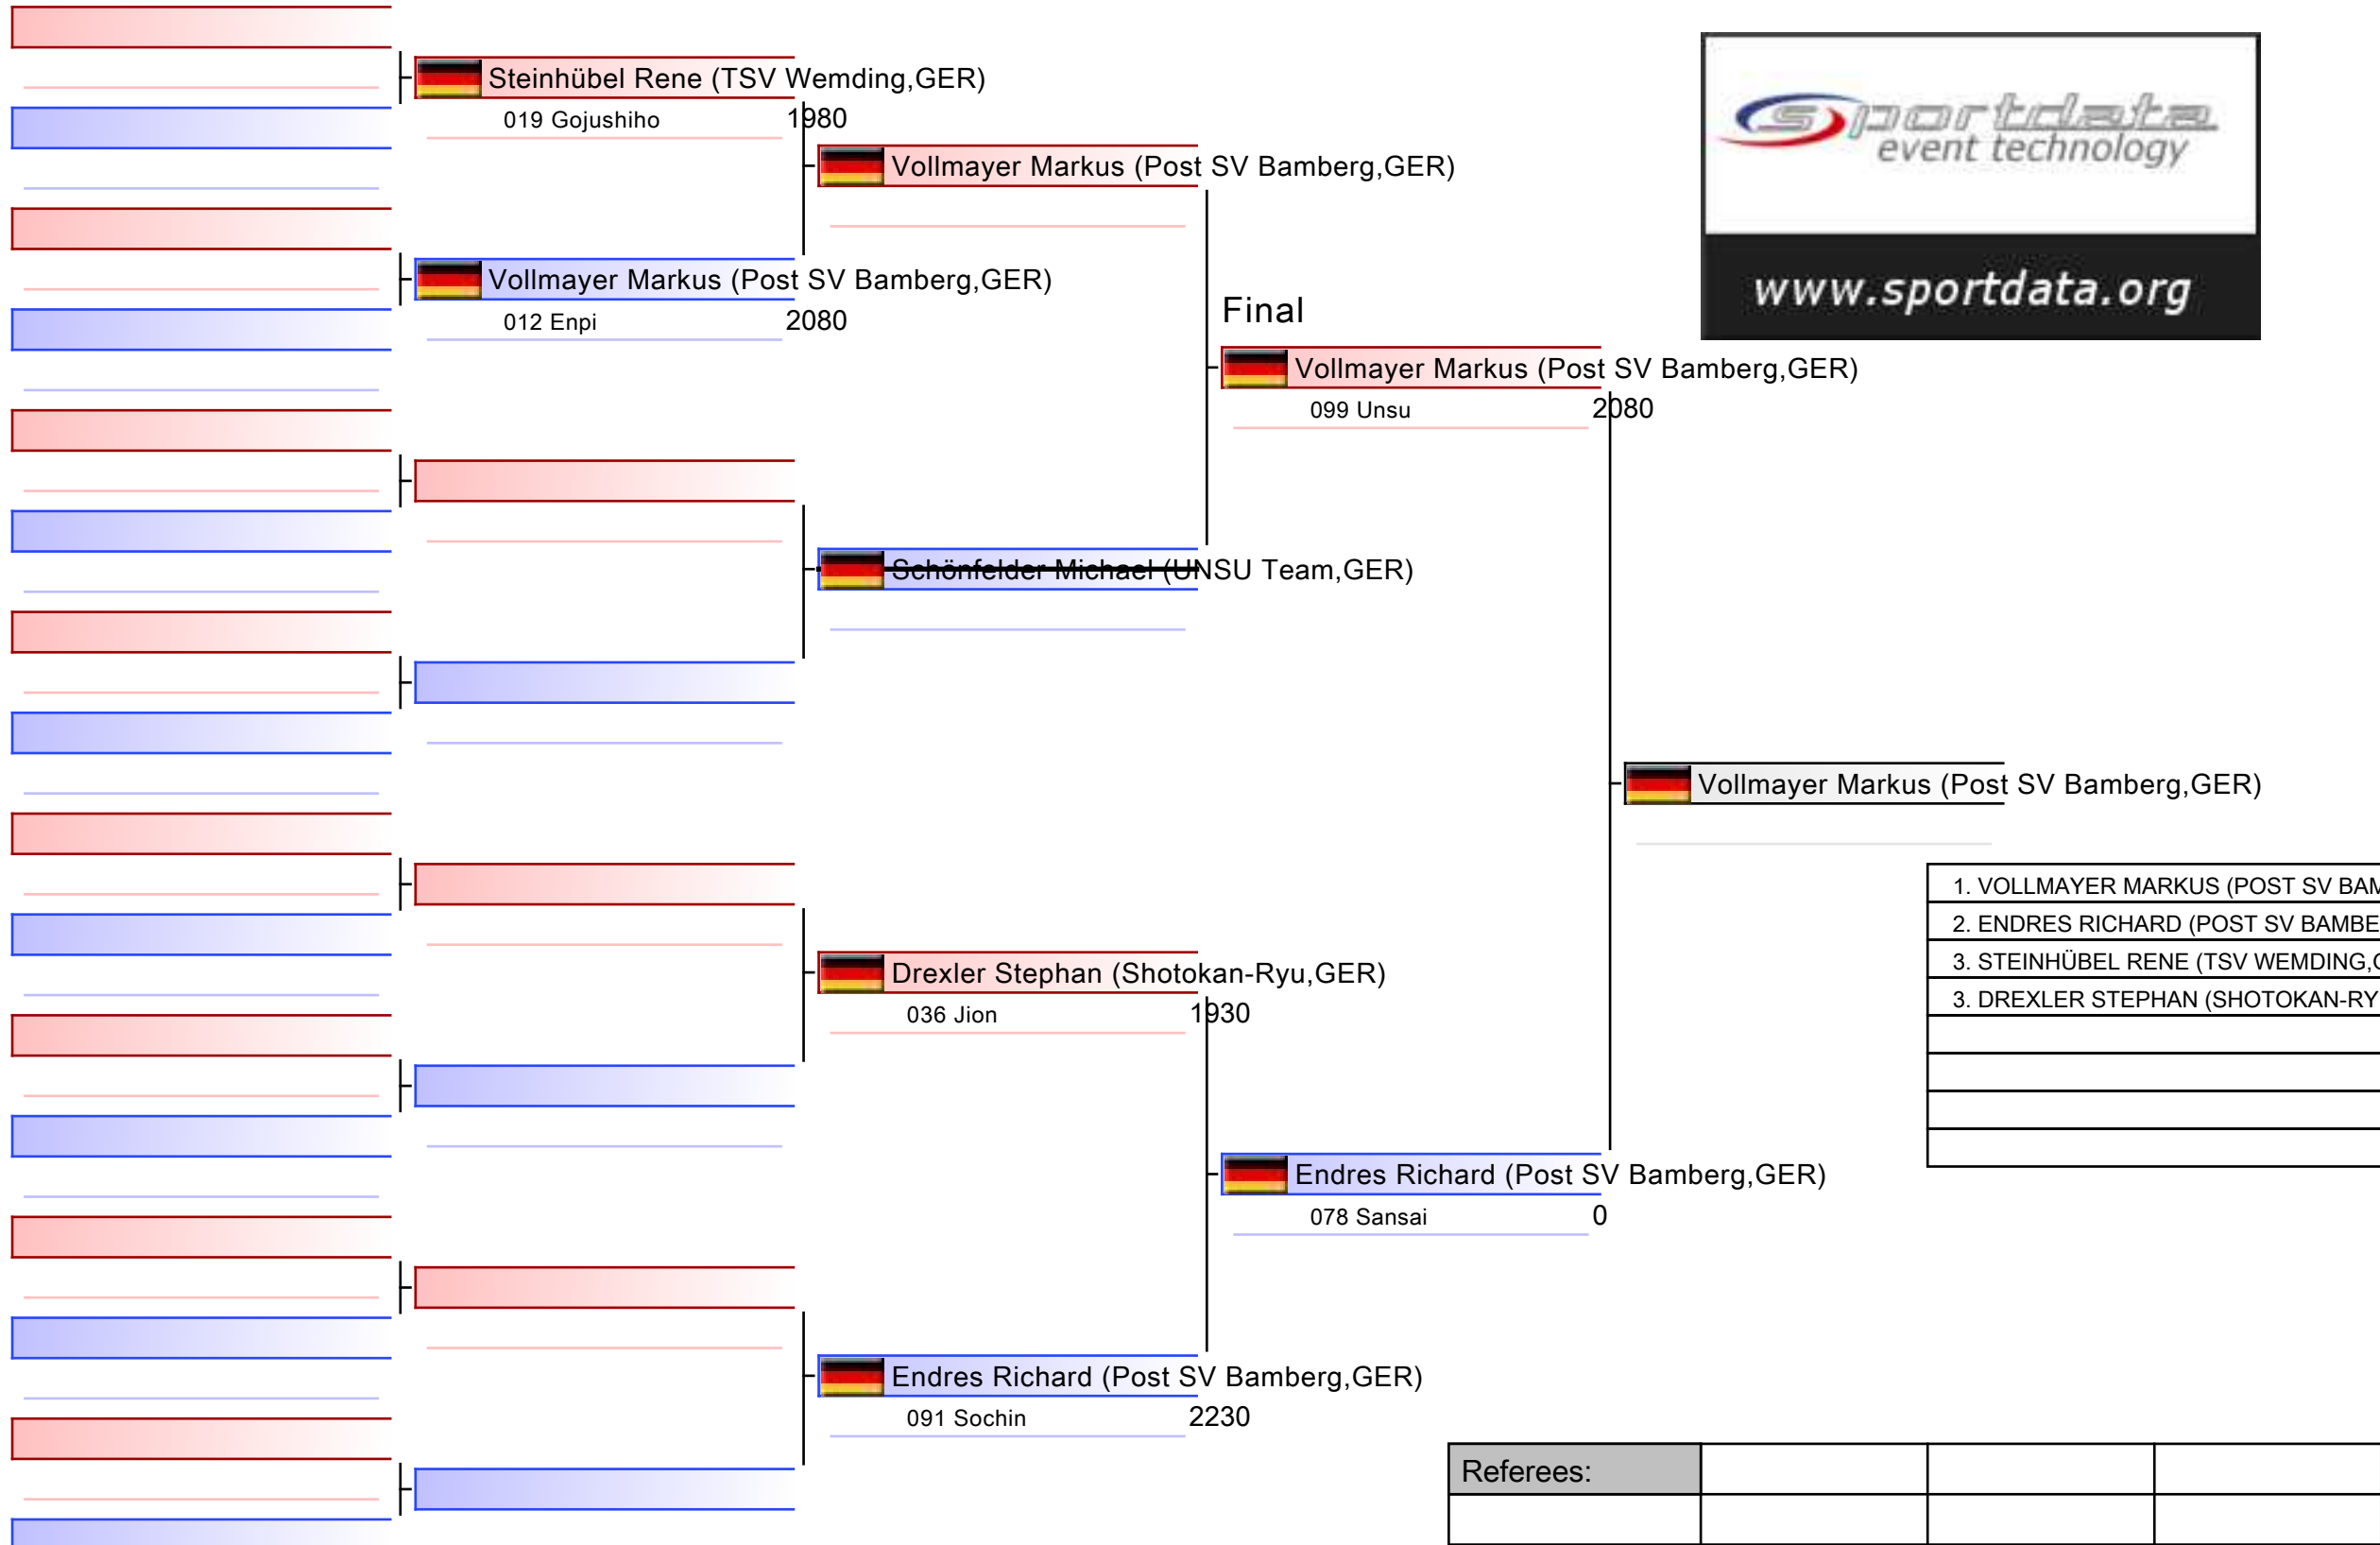 Steinhübel Rene (TSV Wemding,GER)
019 Gojushiho 1980
Vollmayer Markus (Post SV Bamberg,GER)
Vollmayer Markus (Post SV Bamberg,GER)
012 Enpi 2080
Final
Vollmayer Markus (Post SV Bamberg,GER)
099 Unsu 2080
Schönfelder Michael (UNSU Team,GER)
Vollmayer Markus (Post SV Bamberg,GER)
Drexler Stephan (Shotokan-Ryu,GER)
036 Jion 1930
Endres Richard (Post SV Bamberg,GER)
078 Sansai 0
Endres Richard (Post SV Bamberg,GER)
091 Sochin 2230
sportdata
event technology
www.sportdata.org
1. VOLLMAYER MARKUS (POST SV BAM
2. ENDRES RICHARD (POST SV BAMBE
3. STEINHÜBEL RENE (TSV WEMDING,G
3. DREXLER STEPHAN (SHOTOKAN-RY
Referees: